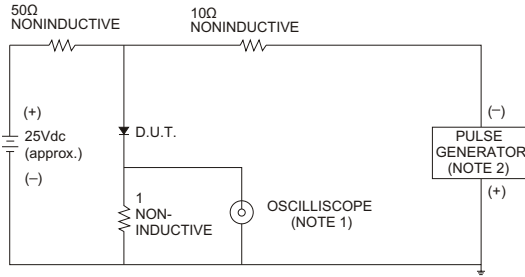 50Ω
NONINDUCTIVE
10Ω
NONINDUCTIVE
(+)
25Vdc
(approx.)
(−)
D.U.T.
1
NON-
INDUCTIVE
OSCILLISCOPE
(NOTE 1)
(−)
PULSE
GENERATOR
(NOTE 2)
(+)